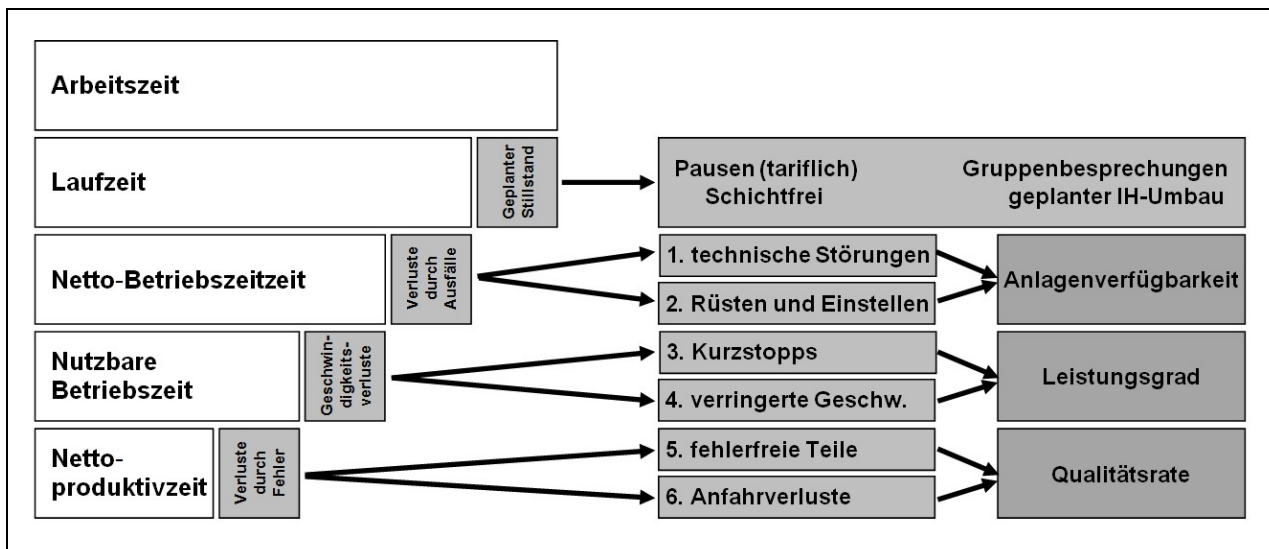 Arbeitszeit
Laufzeit
Geplanter
Stillstand
Pausen (tariflich)
Schichtfrei
Gruppenbesprechungen
geplanter IH-Umbau
Netto-Betriebszeitzeit
Verluste
durch
Ausfälle
1. technische Störungen
2. Rüsten und Einstellen
Anlagenverfügbarkeit
Nutzbare
Betriebszeit
Geschwin-
digkeits-
verluste
3. Kurzstopps
4. verringerte Geschw.
Leistungsgrad
Netto-
produktivzeit
Verluste
durch
Fehler
5. fehlerfreie Teile
6. Anfahrverluste
Qualitätsrate